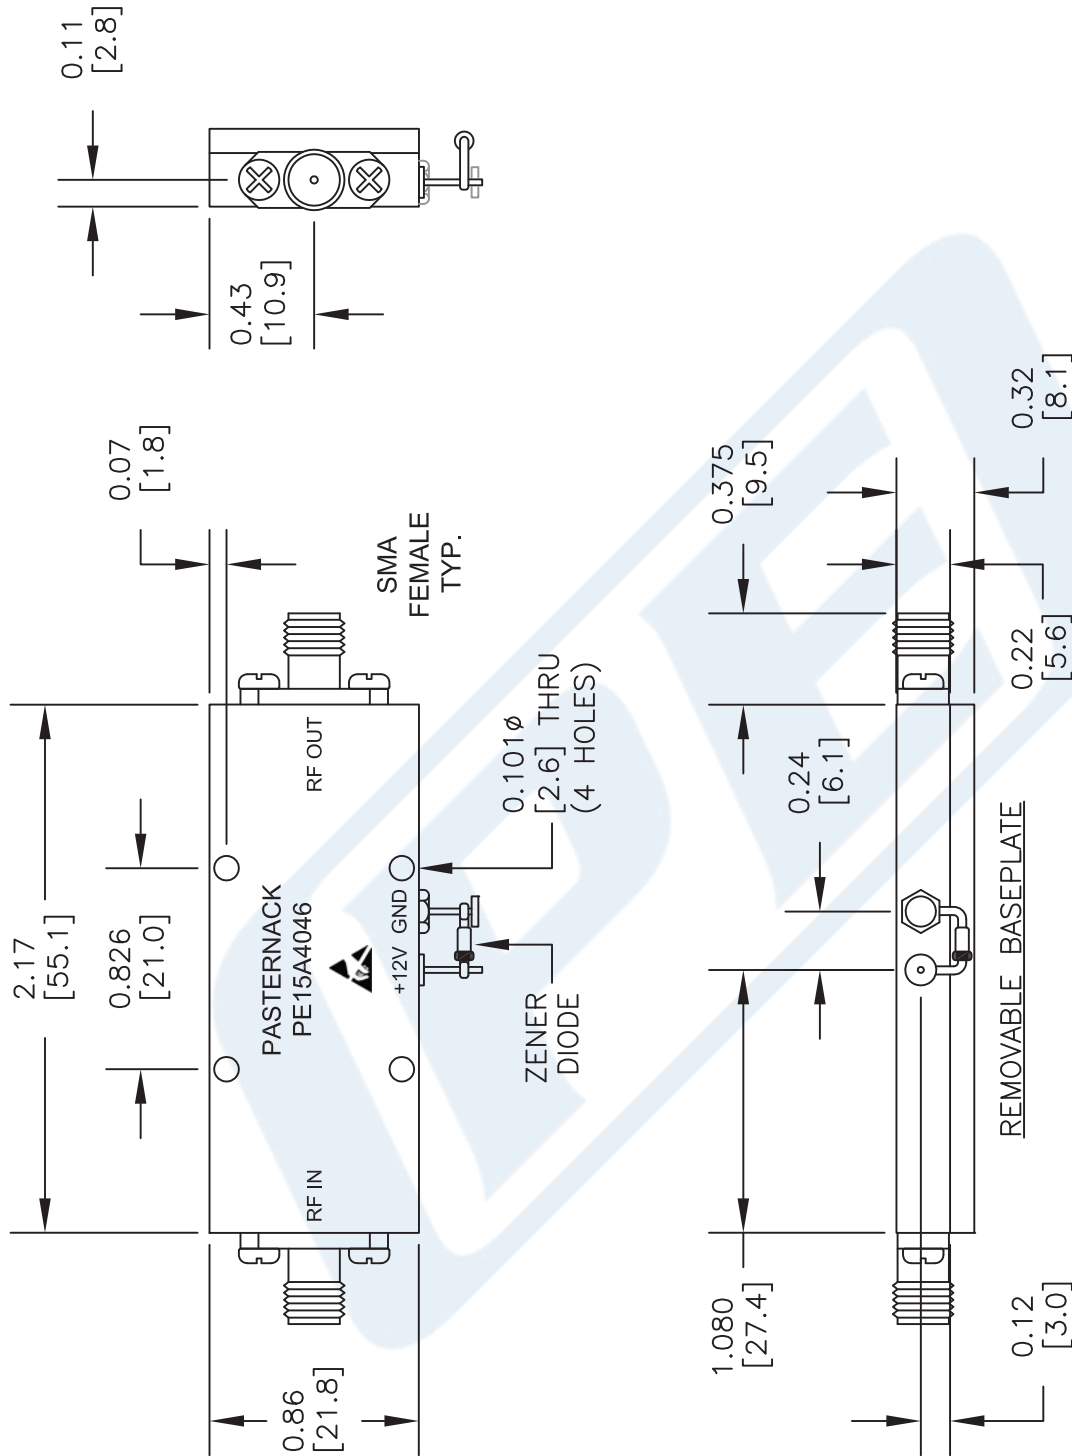 2.17
[55.1]
0.826
[21.0]
0.07
[1.8]
0.11
[2.8]
0.43
[10.9]
0.86
[21.8]
RF IN
PASTERNACK
PE15A4046
+12V
GND
RF OUT
SMA
FEMALE
TYP.
0.101ø
[2.6] THRU
(4 HOLES)
ZENER
DIODE
1.080
[27.4]
0.24
[6.1]
0.375
[9.5]
0.12
[3.0]
REMOVABLE BASEPLATE
0.22
[5.6]
0.32
[8.1]
PE